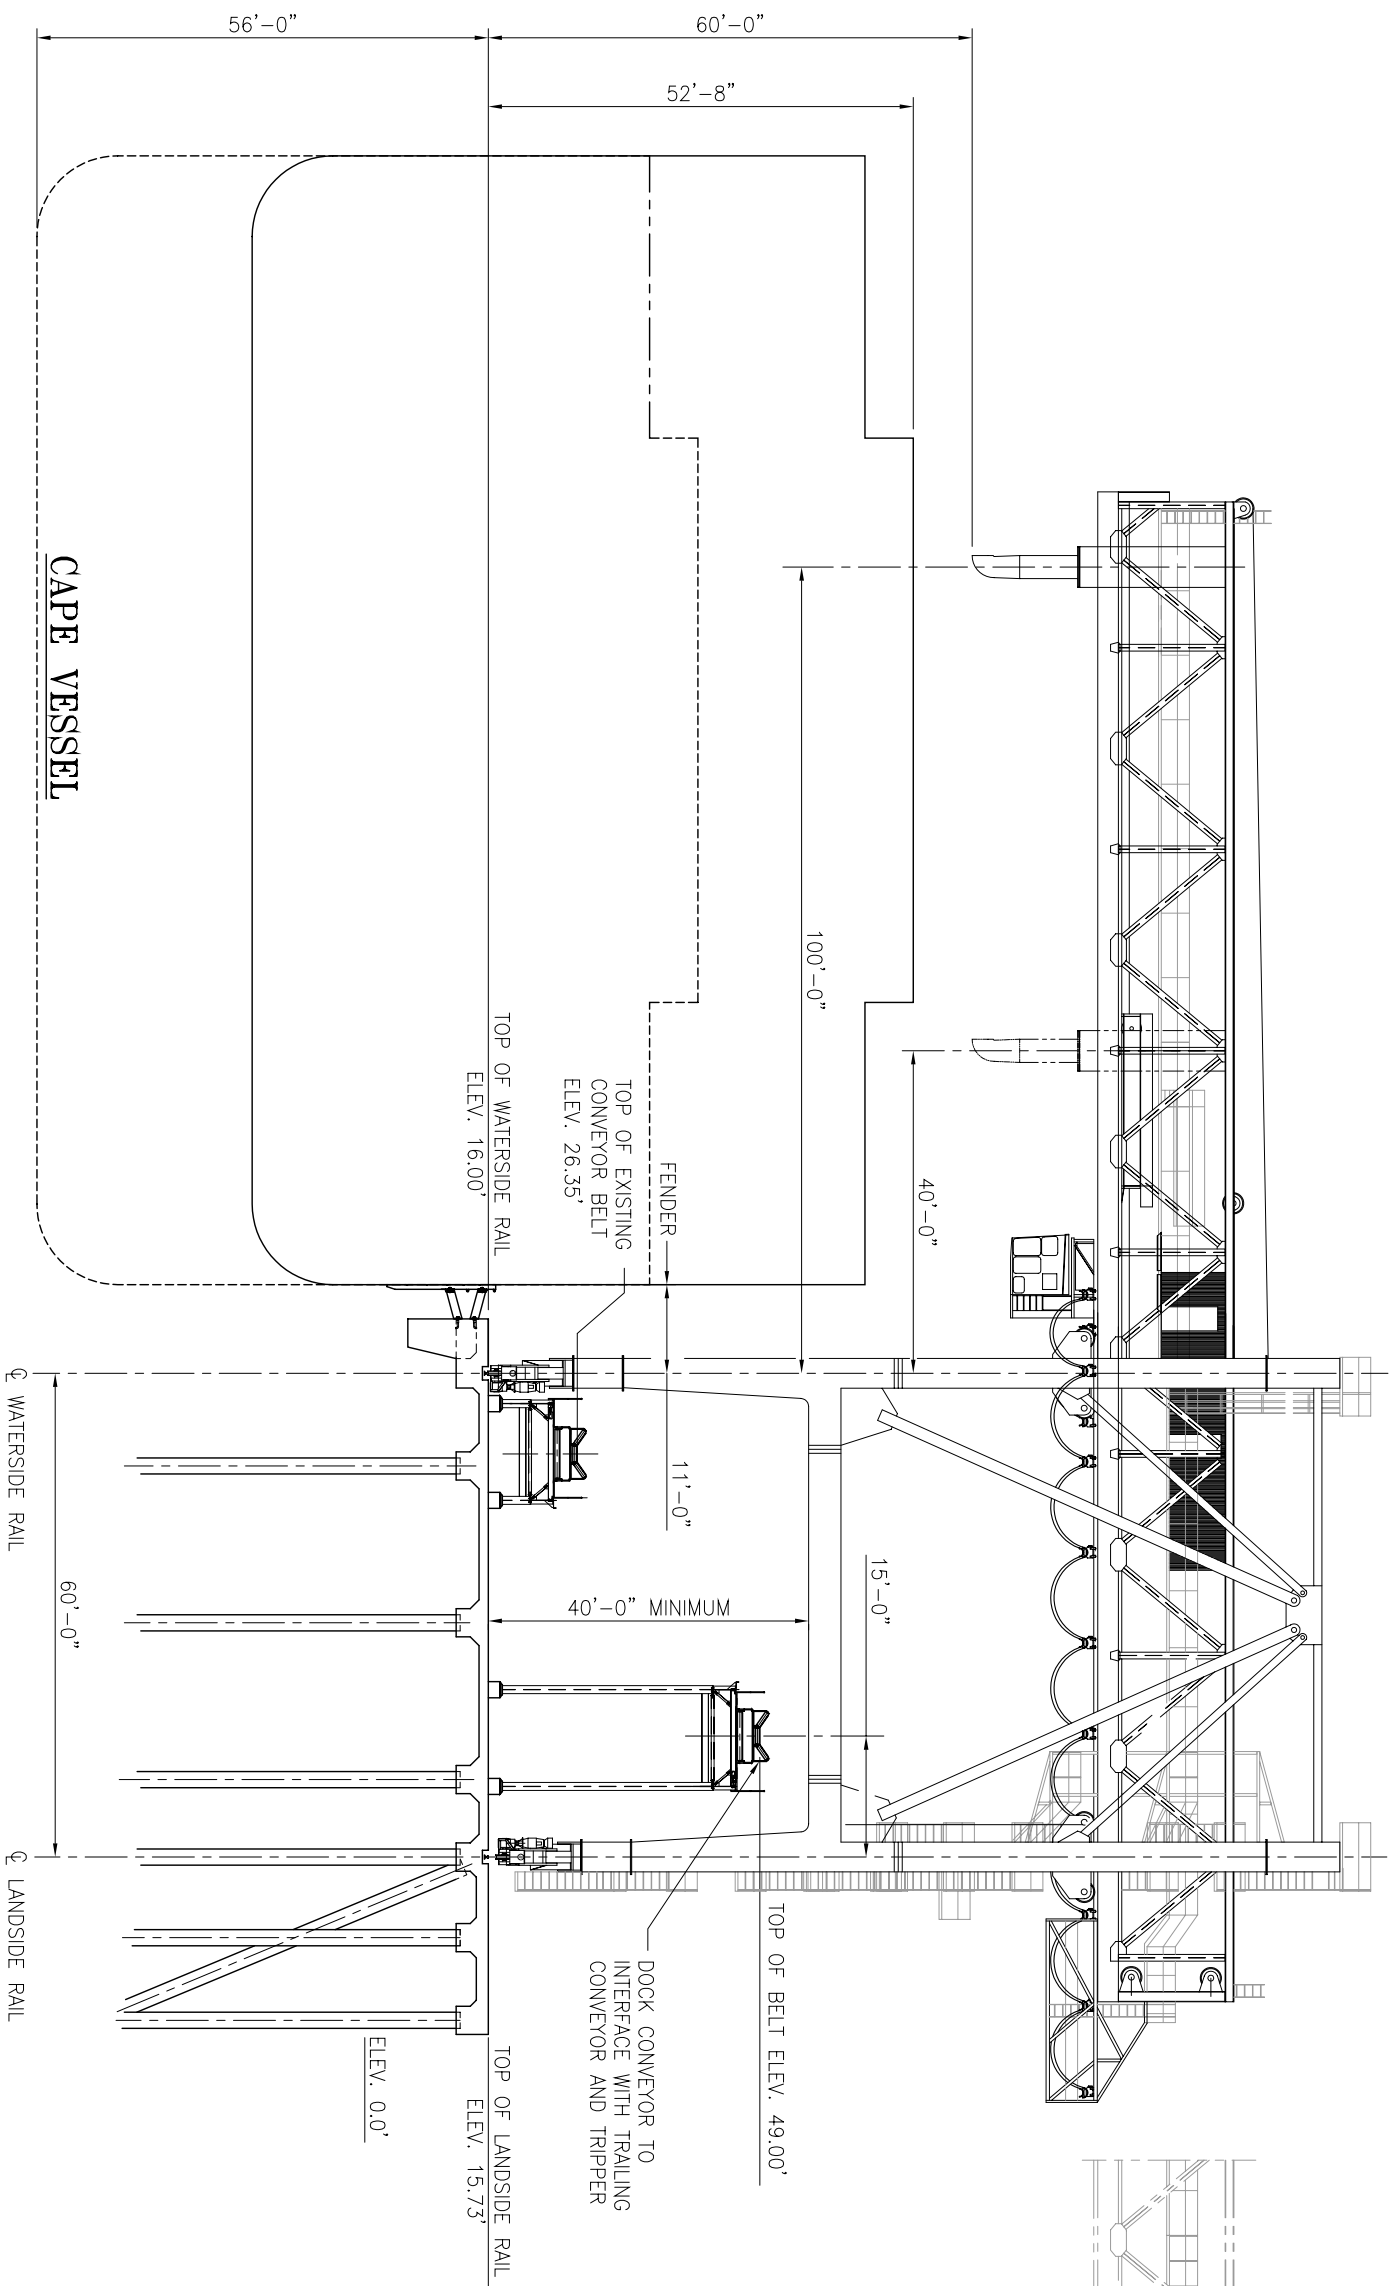 56'-0"
60'-0"
52'-8"
CAPE VESSEL
100'-0"
40'-0"
TOP OF WATERSIDE RAIL
ELEV. 16.00'
TOP OF EXISTING
CONVEYOR BELT
ELEV. 26.35'
FENDER
11'-0"
15'-0"
40'-0" MINIMUM
60'-0"
℄ WATERSIDE RAIL
℄ LANDSIDE RAIL
TOP OF BELT ELEV. 49.00'
DOCK CONVEYOR TO
INTERFACE WITH TRAILING
CONVEYOR AND TRIPPER
TOP OF LANDSIDE RAIL
ELEV. 15.73'
ELEV. 0.0'